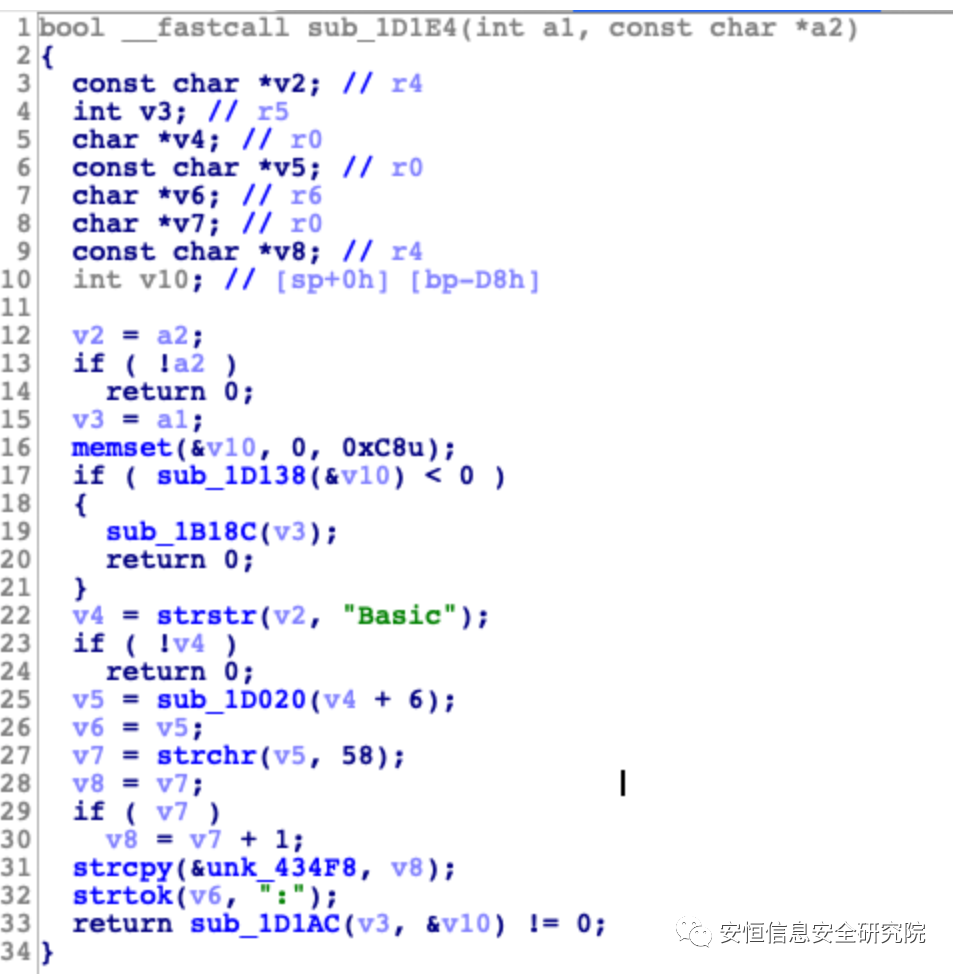 1 bool __fastcall sub_1D1E4(int a1, const char *a2)
2 {
3   const char *v2; // r4
4   int v3; // r5
5   char *v4; // r0
6   const char *v5; // r0
7   char *v6; // r6
8   char *v7; // r0
9   const char *v8; // r4
10   int v10; // [sp+0h] [bp-D8h]
11
12   v2 = a2;
13   if ( !a2 )
14     return 0;
15   v3 = a1;
16   memset(&v10, 0, 0xC8u);
17   if ( sub_1D138(&v10) < 0 )
18   {
19     sub_1B18C(v3);
20     return 0;
21   }
22   v4 = strstr(v2, "Basic");
23   if ( !v4 )
24     return 0;
25   v5 = sub_1D020(v4 + 6);
26   v6 = v5;
27   v7 = strchr(v5, 58);
28   v8 = v7;
29   if ( v7 )
30     v8 = v7 + 1;
31   strcpy(&unk_434F8, v8);
32   strtok(v6, ":");
33   return sub_1D1AC(v3, &v10) != 0;
34 }
安恒信息安全研究院